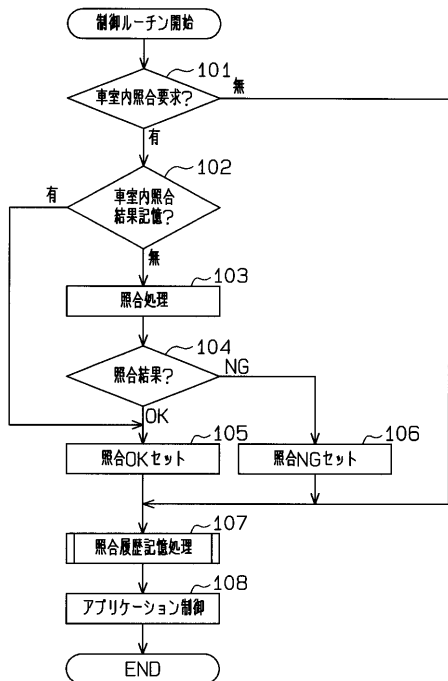 制御ルーチン開始
101
車室内照合要求?
無
有
102
有
車室内照合
結果記憶?
無
103
照合処理
104
照合結果?
NG
OK
105
照合OKセット
106
照合NGセット
107
照合履歴記憶処理
108
アプリケーション制御
END